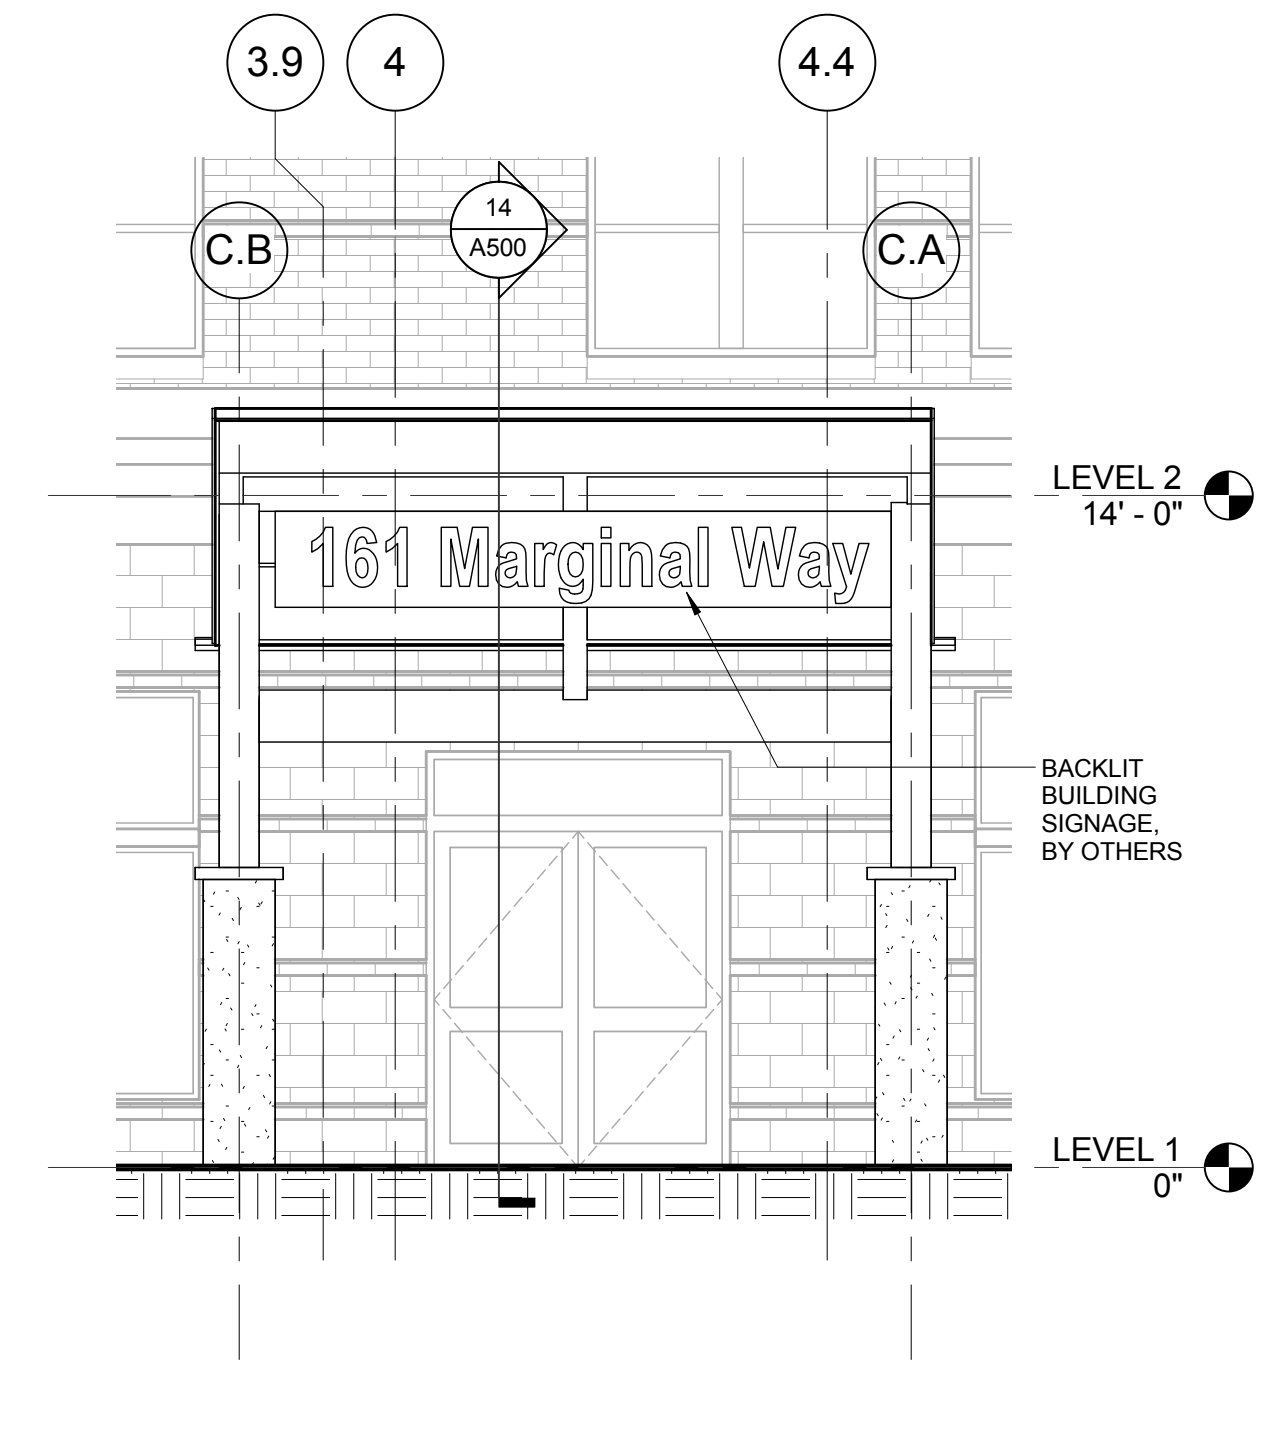 3.9
4
4.4
14
A500
C.B
C.A
LEVEL 2
14' - 0"
161 Marginal Way
BACKLIT
BUILDING
SIGNAGE,
BY OTHERS
LEVEL 1
0"